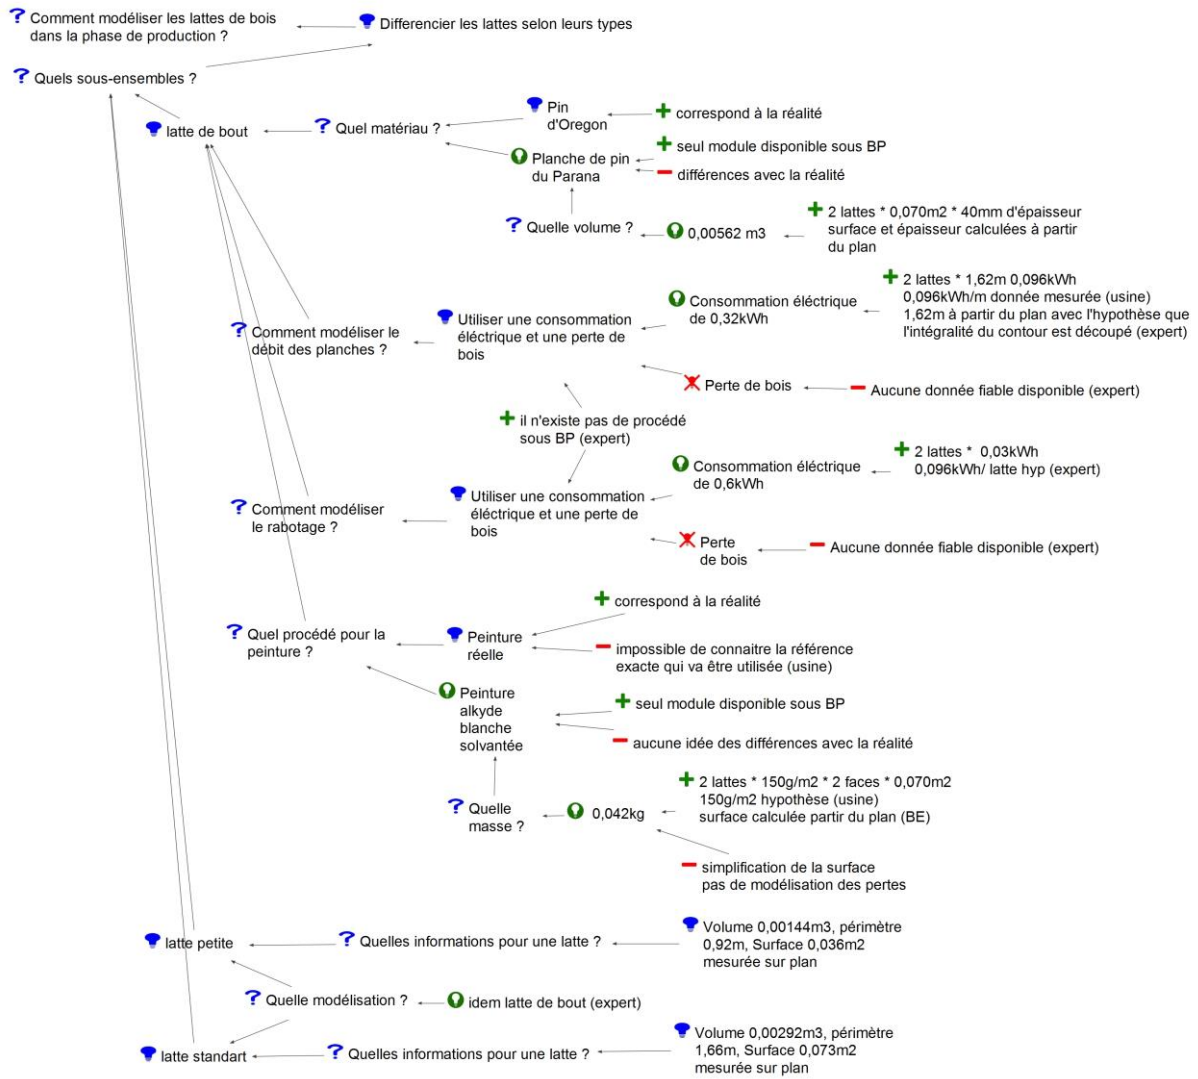 ? Comment modéliser les lattes de bois
dans la phase de production ?
Differencier les lattes selon leurs types
? Quels sous-ensembles ?
latte de bout
? Quel matériau ?
Pin
d'Oregon
+ correspond à la réalité
Planche de pin
du Parana
+ seul module disponible sous BP
− différences avec la réalité
? Quelle volume ?
0,00562 m3
+ 2 lattes * 0,070m2 * 40mm d'épaisseur
surface et épaisseur calculées à partir
du plan
? Comment modéliser le
débit des planches ?
Utiliser une consommation
électrique et une perte de
bois
Consommation éléctrique
de 0,32kWh
+ 2 lattes * 1,62m 0,096kWh
0,096kWh/m donnée mesurée (usine)
1,62m à partir du plan avec l'hypothèse que
l'intégralité du contour est découpé (expert)
Perte de bois
− Aucune donnée fiable disponible (expert)
+ il n'existe pas de procédé
sous BP (expert)
? Comment modéliser
le rabotage ?
Utiliser une consommation
éléctrique et une perte de
bois
Consommation éléctrique
de 0,6kWh
+ 2 lattes * 0,03kWh
0,096kWh/ latte hyp (expert)
Perte
de bois
− Aucune donnée fiable disponible (expert)
? Quel procédé pour la
peinture ?
Peinture
réelle
+ correspond à la réalité
− impossible de connaitre la référence
exacte qui va être utilisée (usine)
Peinture
alkyde
blanche
solvantée
+ seul module disponible sous BP
− aucune idée des différences avec la réalité
? Quelle
masse ?
0,042kg
+ 2 lattes * 150g/m2 * 2 faces * 0,070m2
150g/m2 hypothèse (usine)
surface calculée partir du plan (BE)
− simplification de la surface
pas de modélisation des pertes
latte petite
? Quelles informations pour une latte ?
Volume 0,00144m3, périmètre
0,92m, Surface 0,036m2
mesurée sur plan
? Quelle modélisation ?
idem latte de bout (expert)
latte standart
? Quelles informations pour une latte ?
Volume 0,00292m3, périmètre
1,66m, Surface 0,073m2
mesurée sur plan